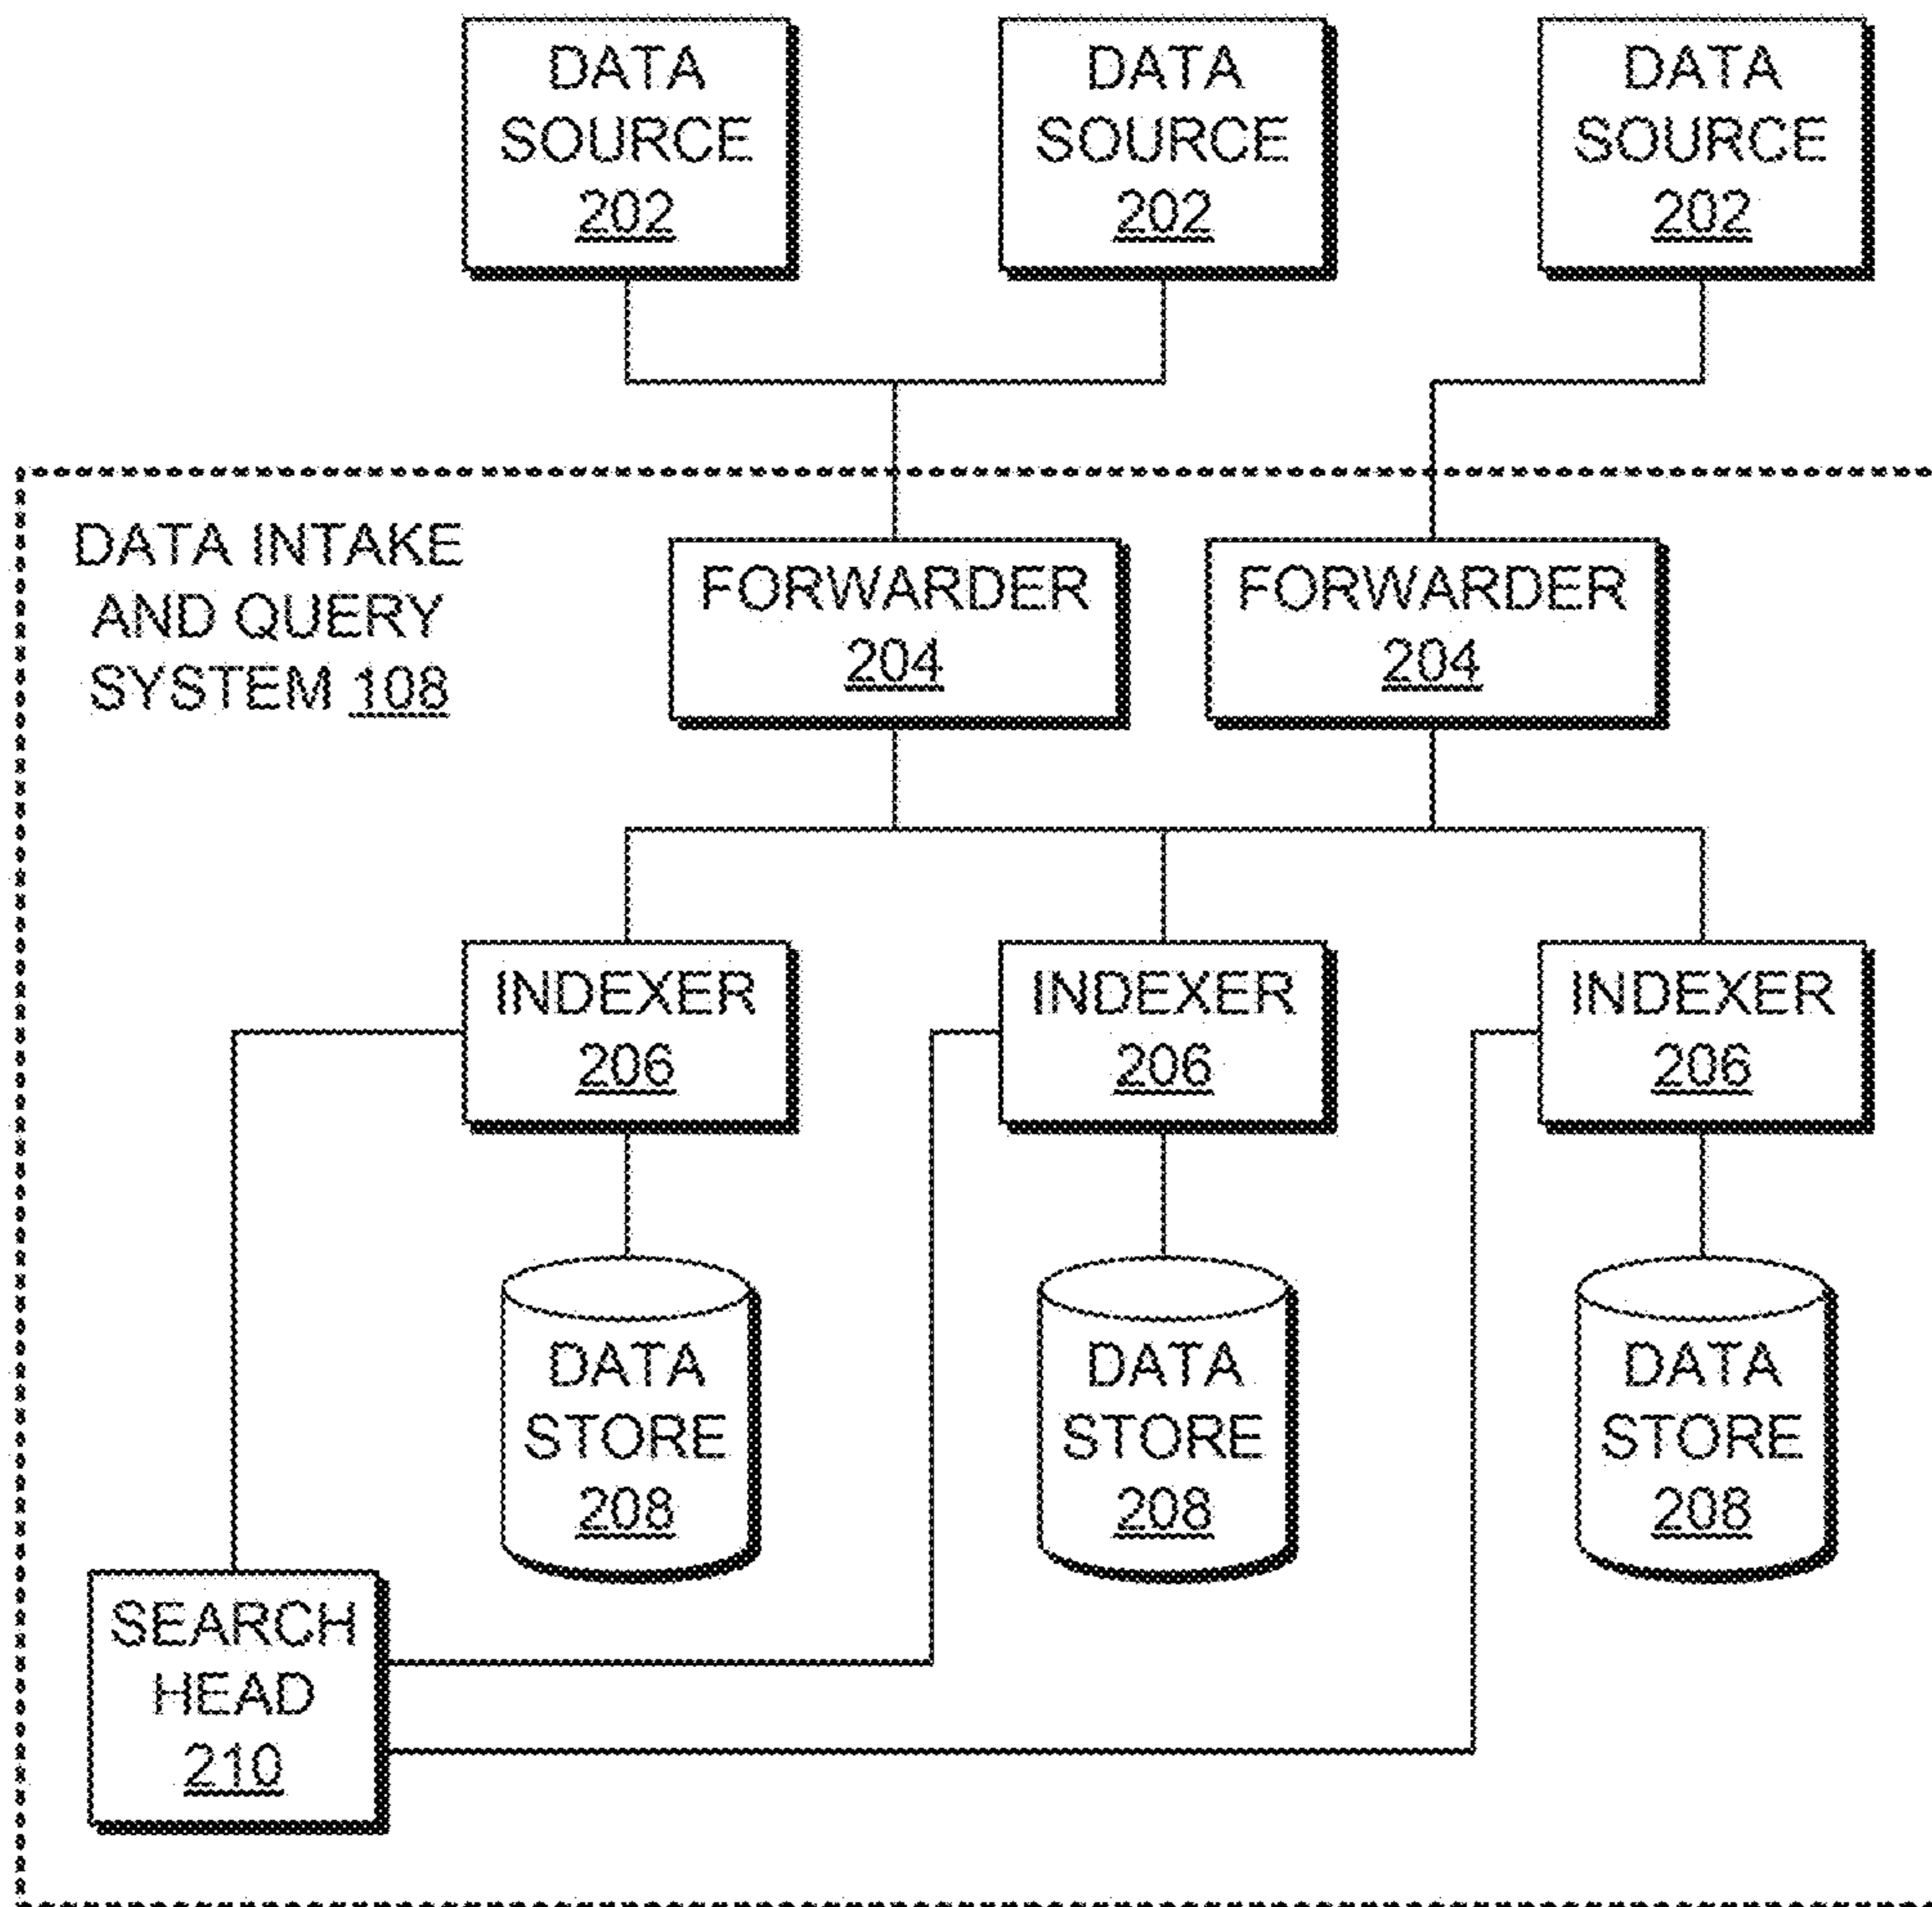 DATA
SOURCE
202
DATA
SOURCE
202
DATA
SOURCE
202
DATA INTAKE
AND QUERY
SYSTEM 108
FORWARDER
204
FORWARDER
204
INDEXER
206
INDEXER
206
INDEXER
206
DATA
STORE
208
DATA
STORE
208
DATA
STORE
208
SEARCH
HEAD
210